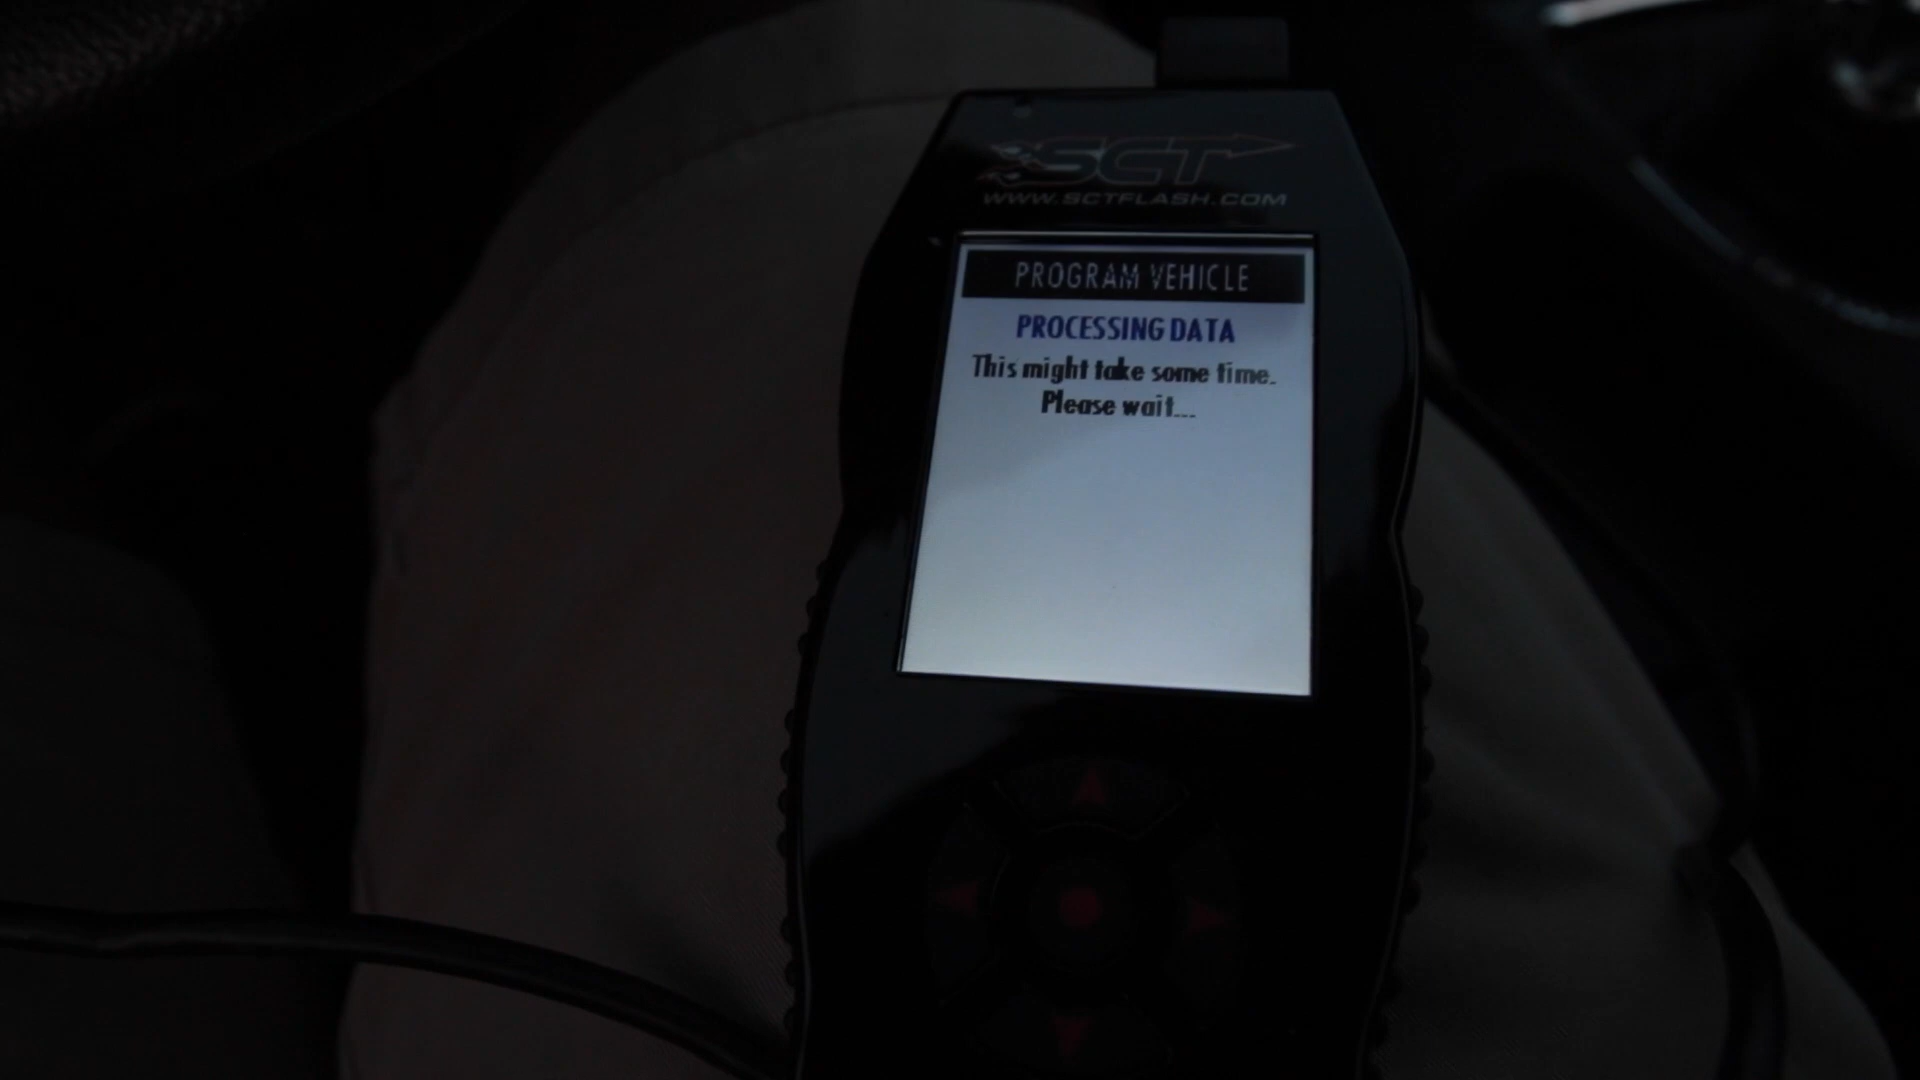 SCT
WWW.SCTFLASH.COM
PROGRAM VEHICLE
PROCESSING DATA
This might take some time.
Please wait...